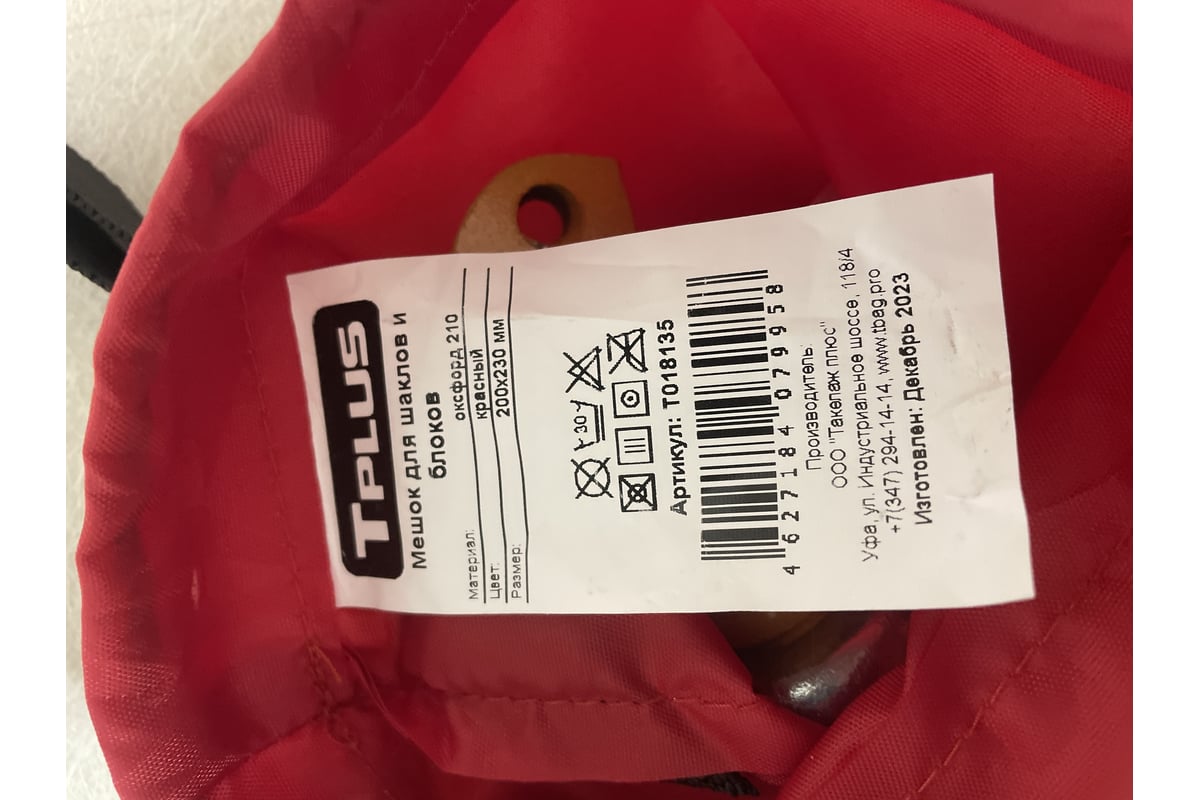 TPLUS
Мешок для шаклов и
блоков
Материал: оксфорд 210
Цвет: красный
Размер: 200x230 мм
30
Артикул: T018135
4 627184 079958
Производитель:
ООО "Такелаж плюс"
Уфа, ул. Индустриальное шоссе, 118/4
+7(347) 294-14-14, www.tbag.pro
Изготовлен: Декабрь 2023